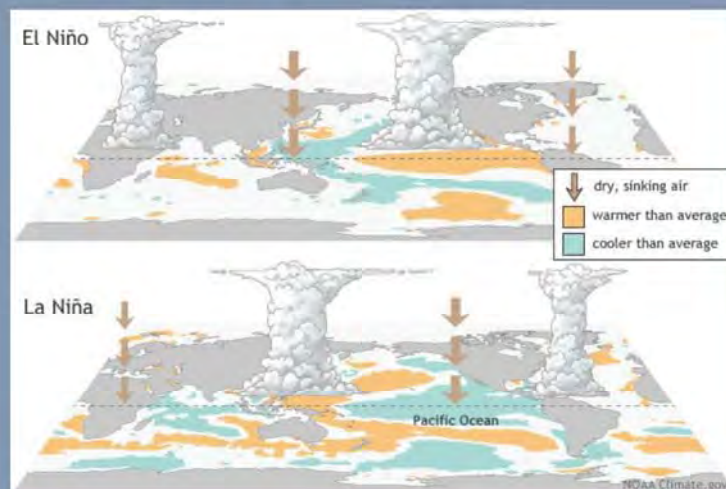 El Niño
dry, sinking air
warmer than average
cooler than average
La Niña
Pacific Ocean
NOAA Climate.gov